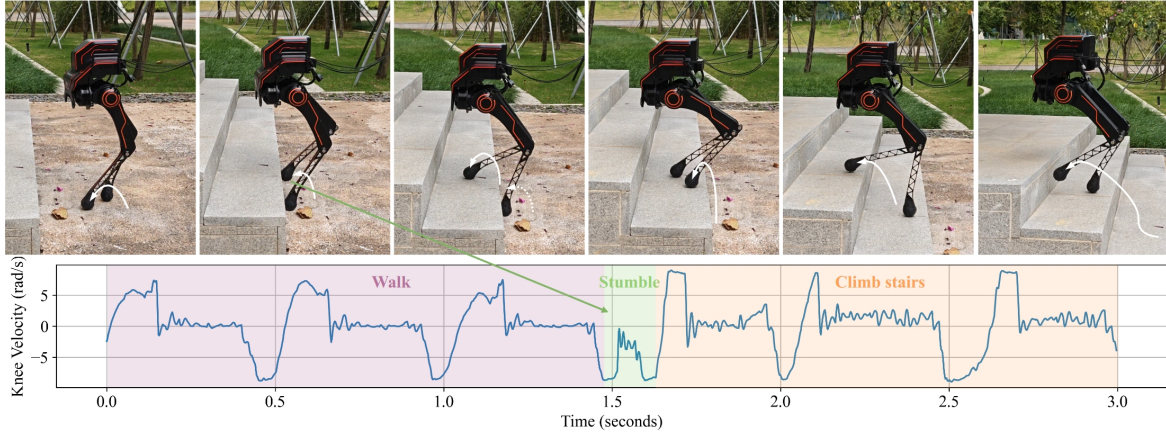 Walk
Stumble
Climb stairs
Knee Velocity (rad/s)
5
0
−5
0.0
0.5
1.0
1.5
2.0
2.5
3.0
Time (seconds)